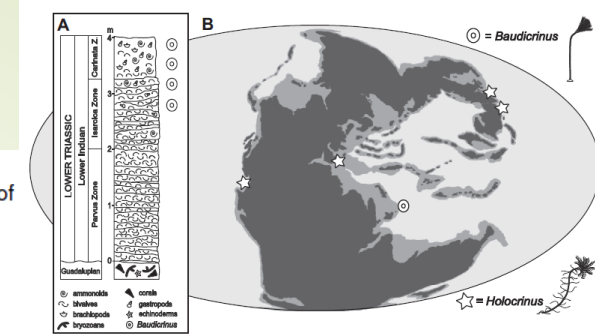 A
B
m
4
3
2
1
0
LOWER TRIASSIC
Lower Induan
Carinata Z.
Isarcica Zone
Parvus Zone
Guadalupian
ammonoids
bivalves
brachiopods
bryozoans
corals
gastropods
echinoderms
Baudicrinus
= Baudicrinus
= Holocrinus
of